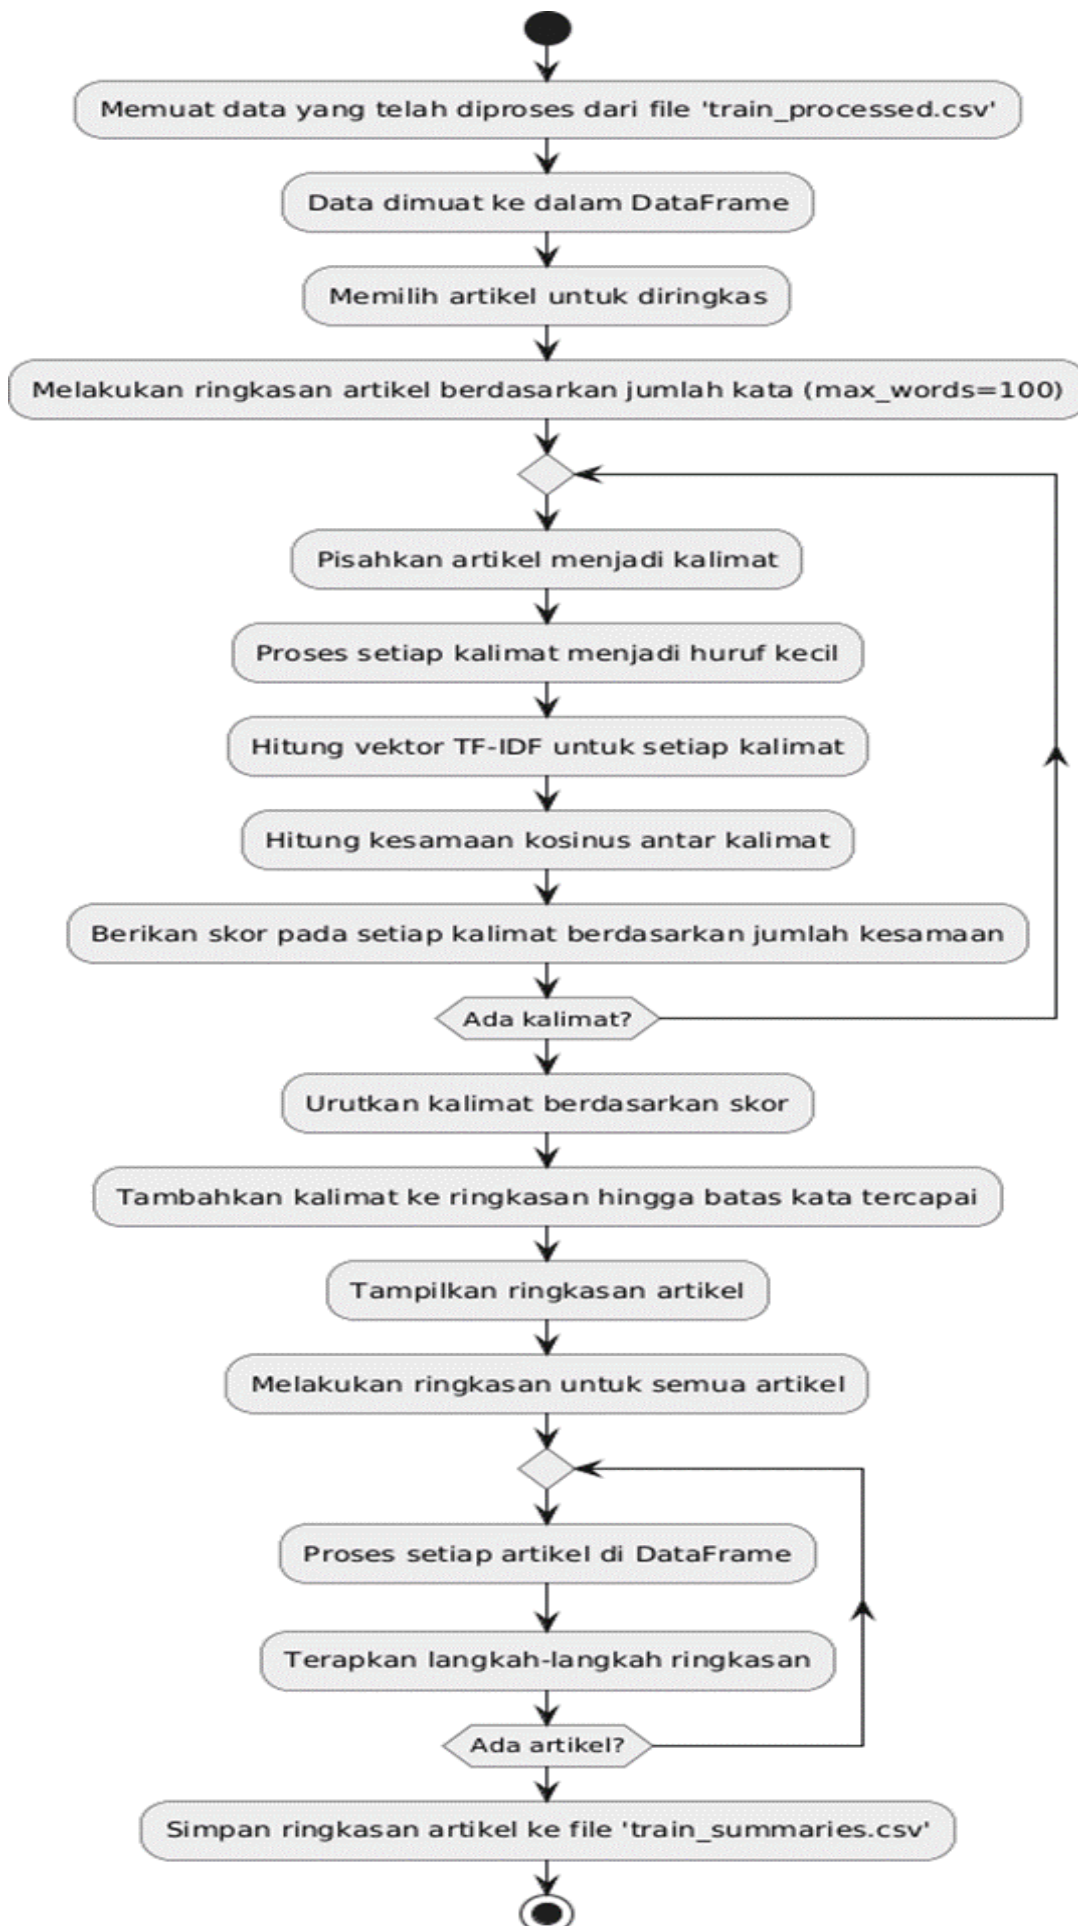 Memuat data yang telah diproses dari file 'train_processed.csv'
Data dimuat ke dalam DataFrame
Memilih artikel untuk diringkas
Melakukan ringkasan artikel berdasarkan jumlah kata (max_words=100)
Pisahkan artikel menjadi kalimat
Proses setiap kalimat menjadi huruf kecil
Hitung vektor TF-IDF untuk setiap kalimat
Hitung kesamaan kosinus antar kalimat
Berikan skor pada setiap kalimat berdasarkan jumlah kesamaan
Ada kalimat?
Urutkan kalimat berdasarkan skor
Tambahkan kalimat ke ringkasan hingga batas kata tercapai
Tampilkan ringkasan artikel
Melakukan ringkasan untuk semua artikel
Proses setiap artikel di DataFrame
Terapkan langkah-langkah ringkasan
Ada artikel?
Simpan ringkasan artikel ke file 'train_summaries.csv'